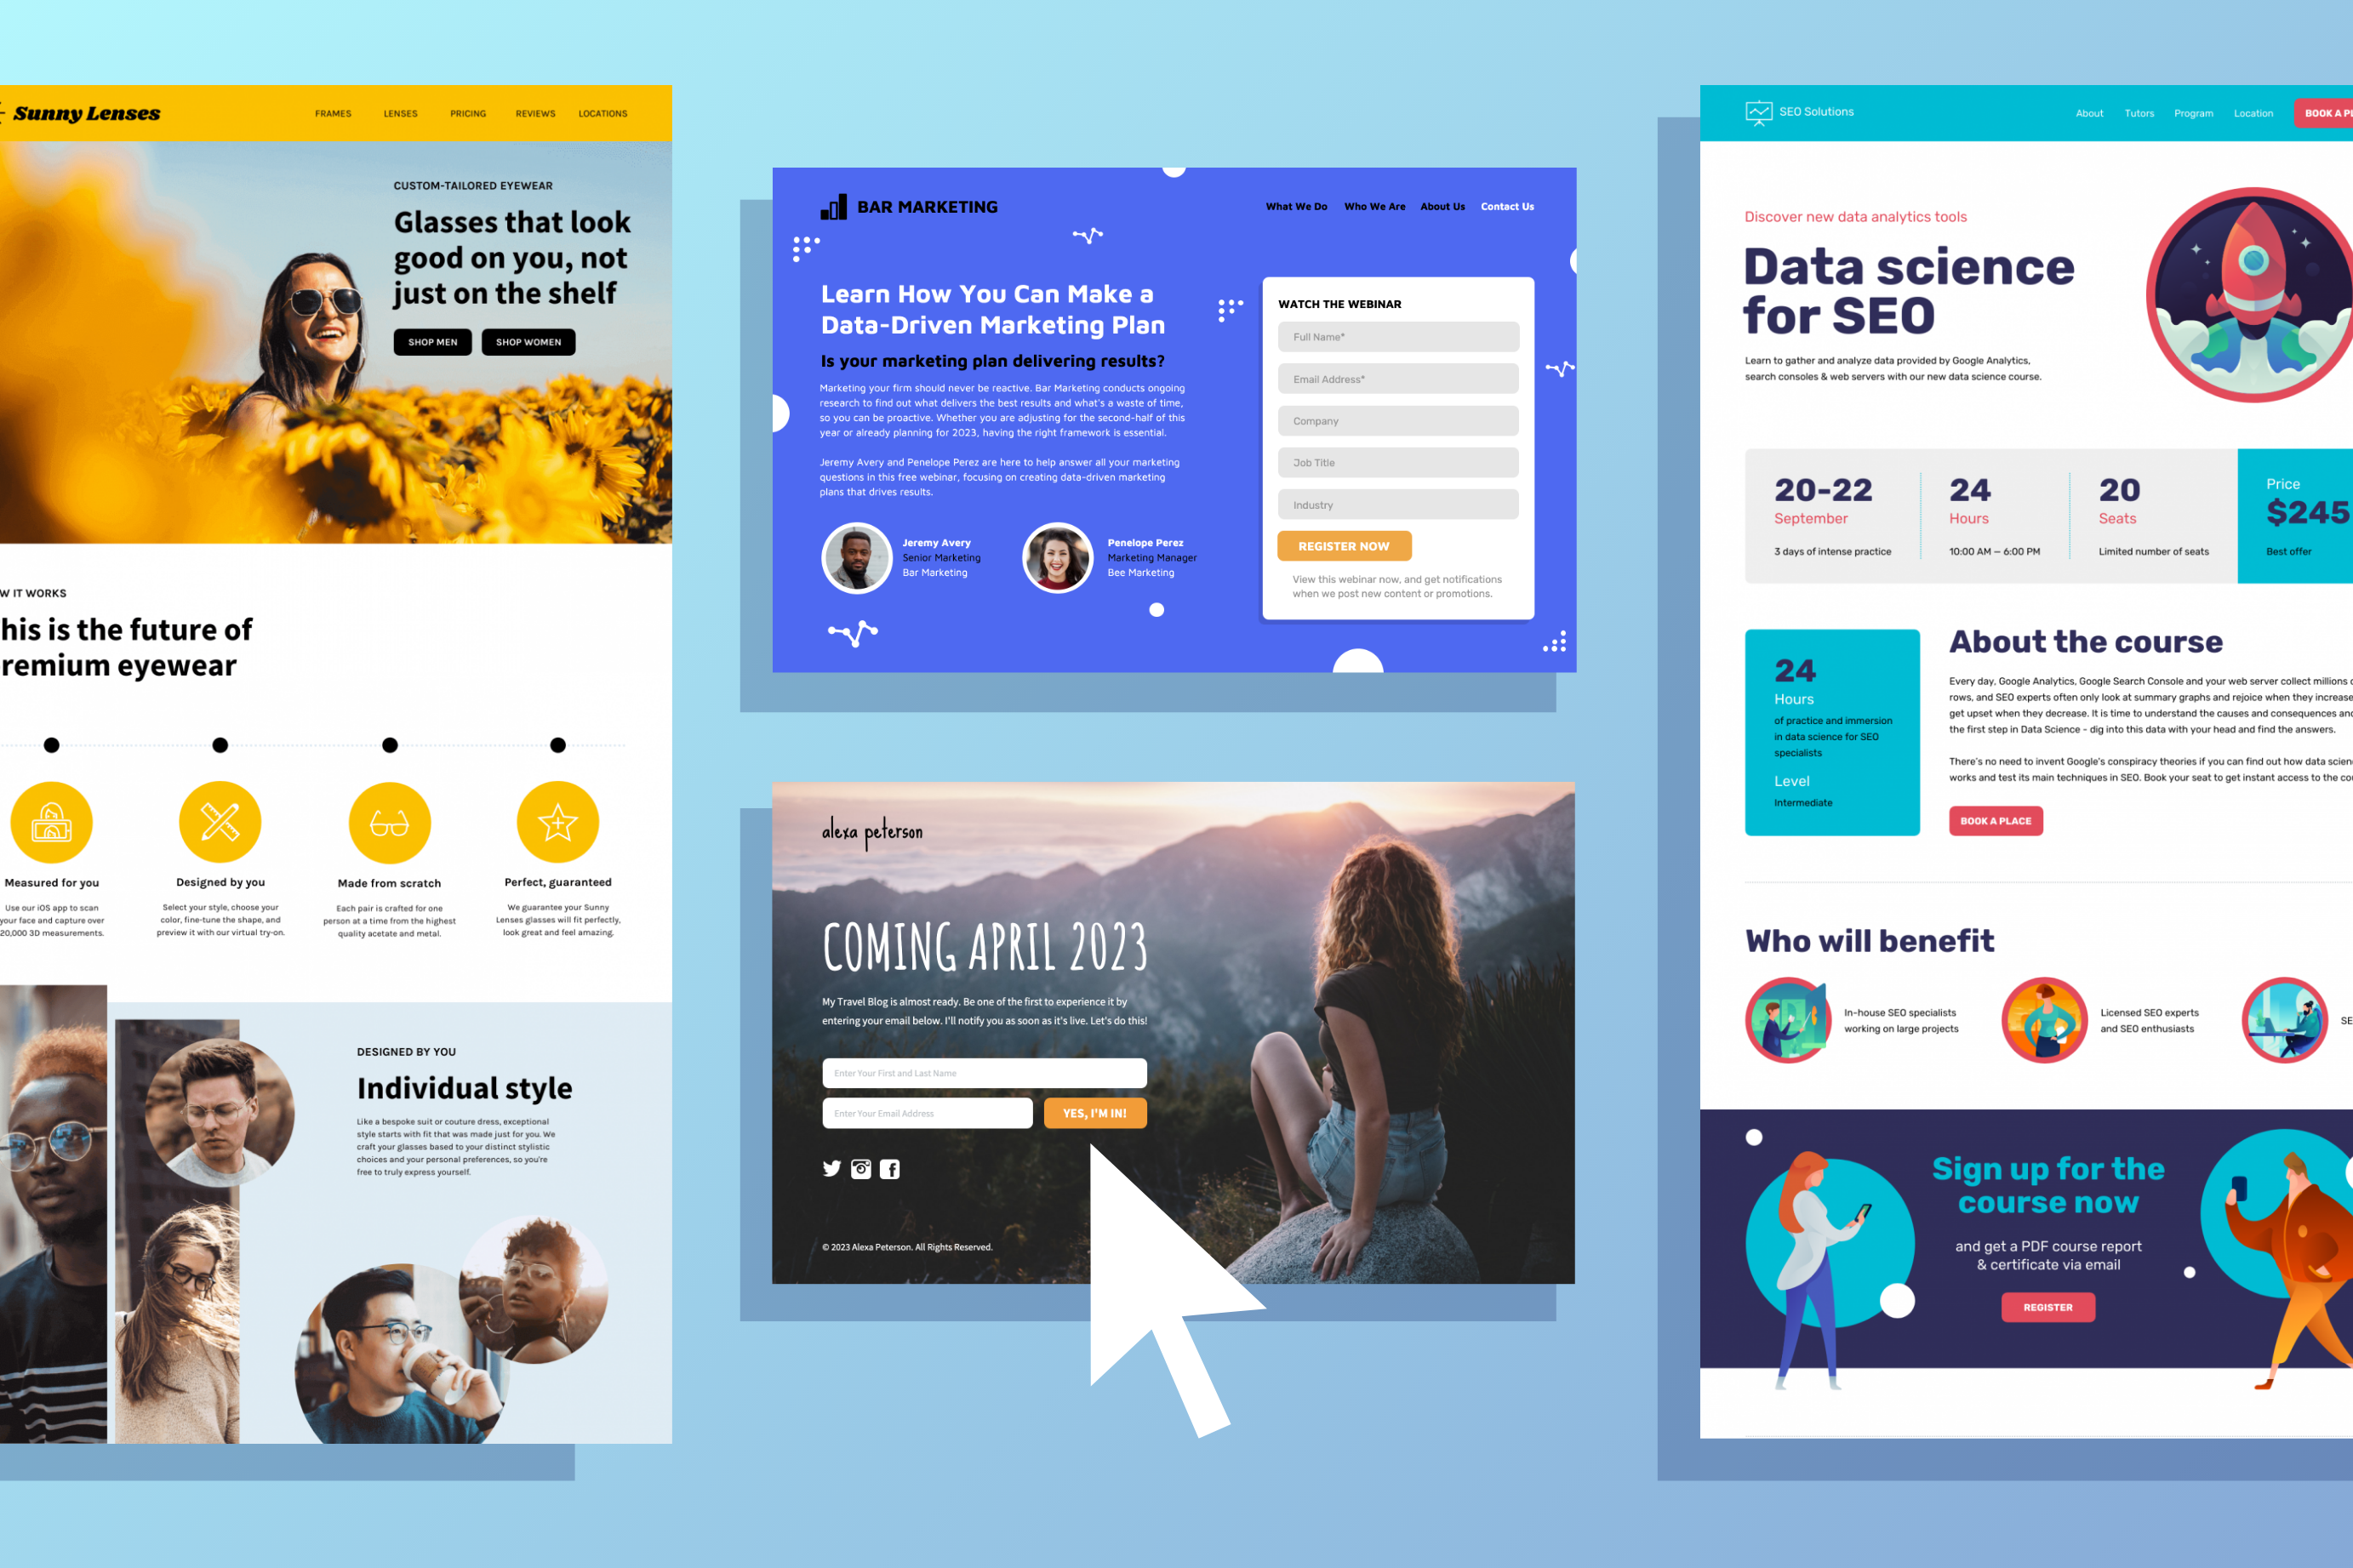 Sunny Lenses
FRAMES
LENSES
PRICING
REVIEWS
LOCATIONS
CUSTOM-TAILORED EYEWEAR
Glasses that look
good on you, not
just on the shelf
SHOP MEN
SHOP WOMEN
IT WORKS
This is the future of
premium eyewear
Measured for you
Use our iOS app to scan
your face and capture over
20,000 3D measurements.
Designed by you
Select your style, choose your
color, fine-tune the shape, and
preview it with our virtual try-on.
Made from scratch
Each pair is crafted for one
person at a time from the highest
quality acetate and metal.
Perfect, guaranteed
We guarantee your Sunny
Lenses glasses will fit perfectly,
look great and feel amazing.
DESIGNED BY YOU
Individual style
Like a bespoke suit or couture dress, exceptional
style starts with fit that was made just for you. We
craft your glasses based to your distinct stylistic
choices and your personal preferences, so you're
free to truly express yourself.
BAR MARKETING
What We Do
Who We Are
About Us
Contact Us
Learn How You Can Make a
Data-Driven Marketing Plan
Is your marketing plan delivering results?
Marketing your firm should never be reactive. Bar Marketing conducts ongoing
research to find out what delivers the best results and what's a waste of time,
so you can be proactive. Whether you are adjusting for the second-half of this
year or already planning for 2023, having the right framework is essential.
Jeremy Avery and Penelope Perez are here to help answer all your marketing
questions in this free webinar, focusing on creating data-driven marketing
plans that drives results.
Jeremy Avery
Senior Marketing
Bar Marketing
Penelope Perez
Marketing Manager
Bee Marketing
WATCH THE WEBINAR
Full Name*
Email Address*
Company
Job Title
Industry
REGISTER NOW
View this webinar now, and get notifications
when we post new content or promotions.
alexa peterson
COMING APRIL 2023
My Travel Blog is almost ready. Be one of the first to experience it by
entering your email below. I'll notify you as soon as it's live. Let's do this!
Enter Your First and Last Name
Enter Your Email Address
YES, I'M IN!
© 2023 Alexa Peterson. All Rights Reserved.
SEO Solutions
About
Tutors
Program
Location
BOOK A PL
Discover new data analytics tools
Data science
for SEO
Learn to gather and analyze data provided by Google Analytics,
search consoles & web servers with our new data science course.
20-22
September
3 days of intense practice
24
Hours
10:00 AM – 6:00 PM
20
Seats
Limited number of seats
Price
$245
Best offer
24
Hours
of practice and immersion
in data science for SEO
specialists
Level
Intermediate
About the course
Every day, Google Analytics, Google Search Console and your web server collect millions
rows, and SEO experts often only look at summary graphs and rejoice when they increase
get upset when they decrease. It is time to understand the causes and consequences and
the first step in Data Science - dig into this data with your head and find the answers.
There's no need to invent Google's conspiracy theories if you can find out how data scien
works and test its main techniques in SEO. Book your seat to get instant access to the co
BOOK A PLACE
Who will benefit
In-house SEO specialists
working on large projects
Licensed SEO experts
and SEO enthusiasts
SE
Sign up for the
course now
and get a PDF course report
& certificate via email
REGISTER